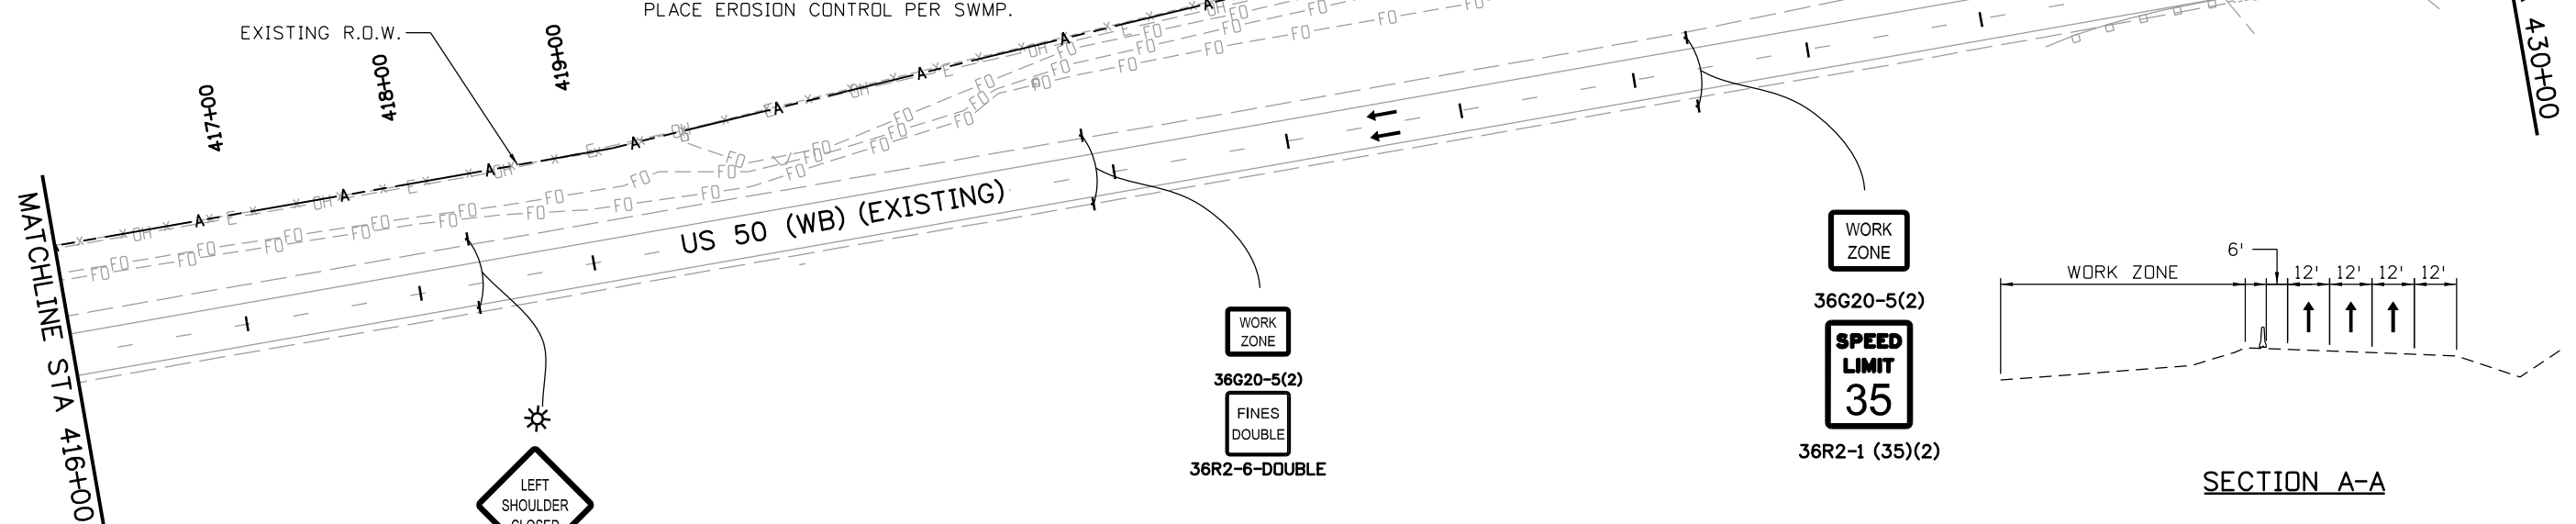 PLACE EROSION CONTROL PER SWMP.
EXISTING R.O.W.
417+00
418+00
419+00
430+00
MATCHLINE STA 416+00
US 50 (WB) (EXISTING)
LEFT
SHOULDER
CLOSED
WORK
ZONE
36G20-5(2)
FINES
DOUBLE
36R2-6-DOUBLE
WORK
ZONE
36G20-5(2)
SPEED
LIMIT
35
36R2-1 (35)(2)
6'
WORK ZONE
12' 12' 12' 12'
SECTION A-A